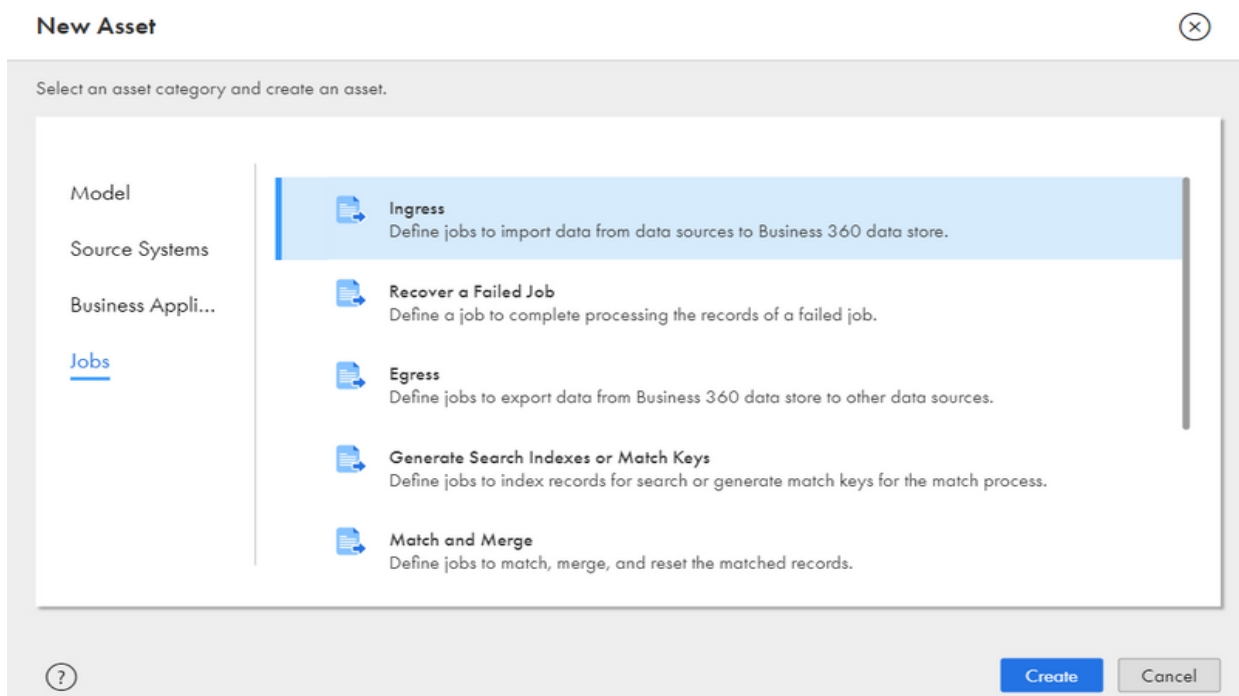 New Asset
Select an asset category and create an asset.
Model
Source Systems
Business Appli...
Jobs
Ingress
Define jobs to import data from data sources to Business 360 data store.
Recover a Failed Job
Define a job to complete processing the records of a failed job.
Egress
Define jobs to export data from Business 360 data store to other data sources.
Generate Search Indexes or Match Keys
Define jobs to index records for search or generate match keys for the match process.
Match and Merge
Define jobs to match, merge, and reset the matched records.
?
Create
Cancel